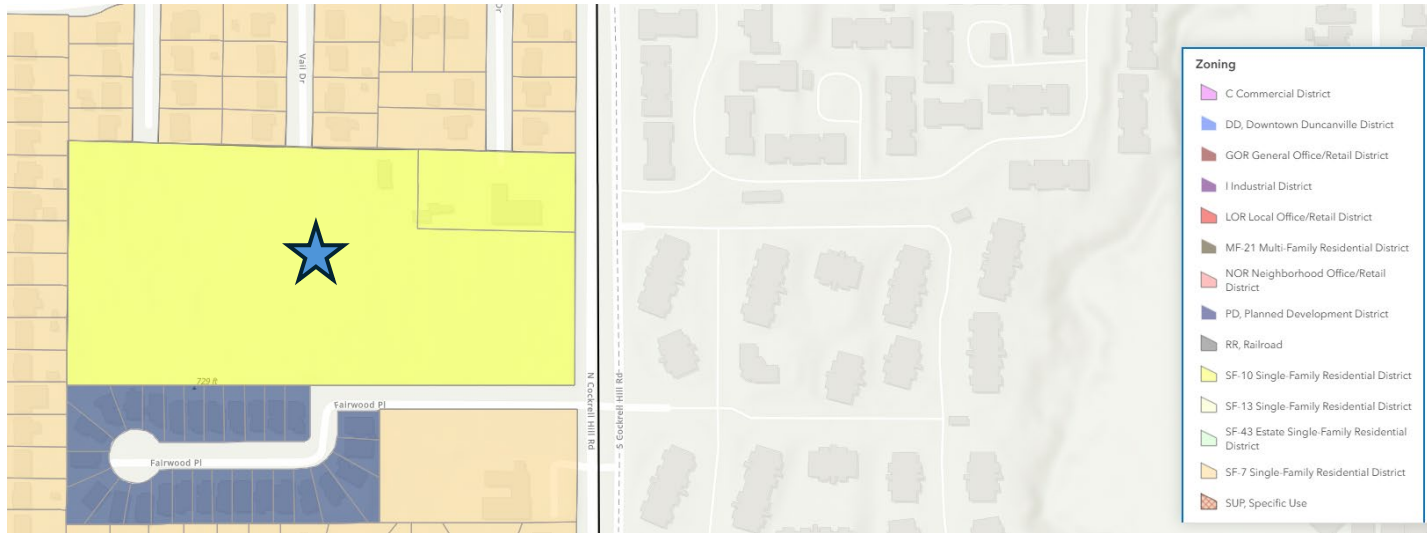 Dr
Vail Dr
Zoning
C Commercial District
DD, Downtown Duncanville District
GOR General Office/Retail District
I Industrial District
LOR Local Office/Retail District
MF-21 Multi-Family Residential District
NOR Neighborhood Office/Retail
District
PD, Planned Development District
RR, Railroad
SF-10 Single-Family Residential District
SF-13 Single-Family Residential District
SF-43 Estate Single-Family Residential
District
SF-7 Single-Family Residential District
SUP, Specific Use
729 ft
Fairwood Pl
Fairwood Pl
N Cockrell Hill Rd
S Cockrell Hill Rd